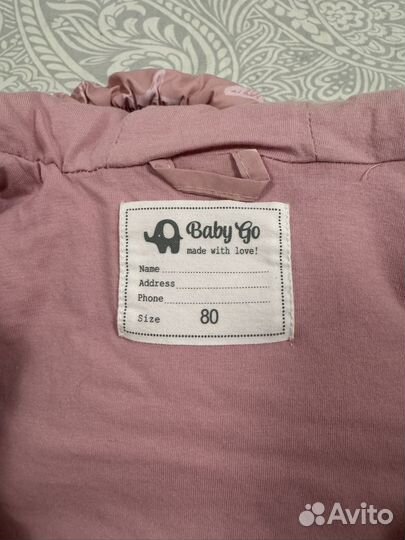 Baby Go
made with love!
Name
Address
Phone
Size 80
Avito